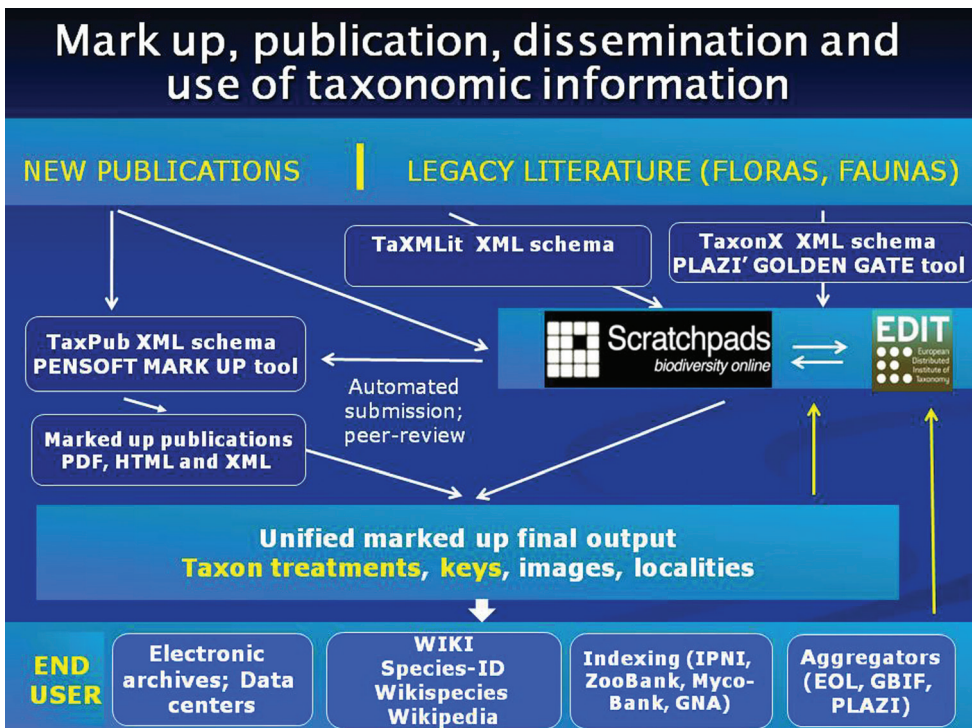 Mark up, publication, dissemination and
use of taxonomic information
NEW PUBLICATIONS
LEGACY LITERATURE (FLORAS, FAUNAS)
TaXMLit XML schema
TaxonX XML schema
PLAZI’ GOLDEN GATE tool
TaxPub XML schema
PENSOFT MARK UP tool
Scratchpads
biodiversity online
EDIT
European
Distributed
Institute of
Taxonomy
Automated
submission;
peer-review
Marked up publications
PDF, HTML and XML
Unified marked up final output
Taxon treatments, keys, images, localities
END
USER
Electronic
archives; Data
centers
WIKI
Species-ID
Wikispecies
Wikipedia
Indexing (IPNI,
ZooBank, Myco-
Bank, GNA)
Aggregators
(EOL, GBIF,
PLAZI)